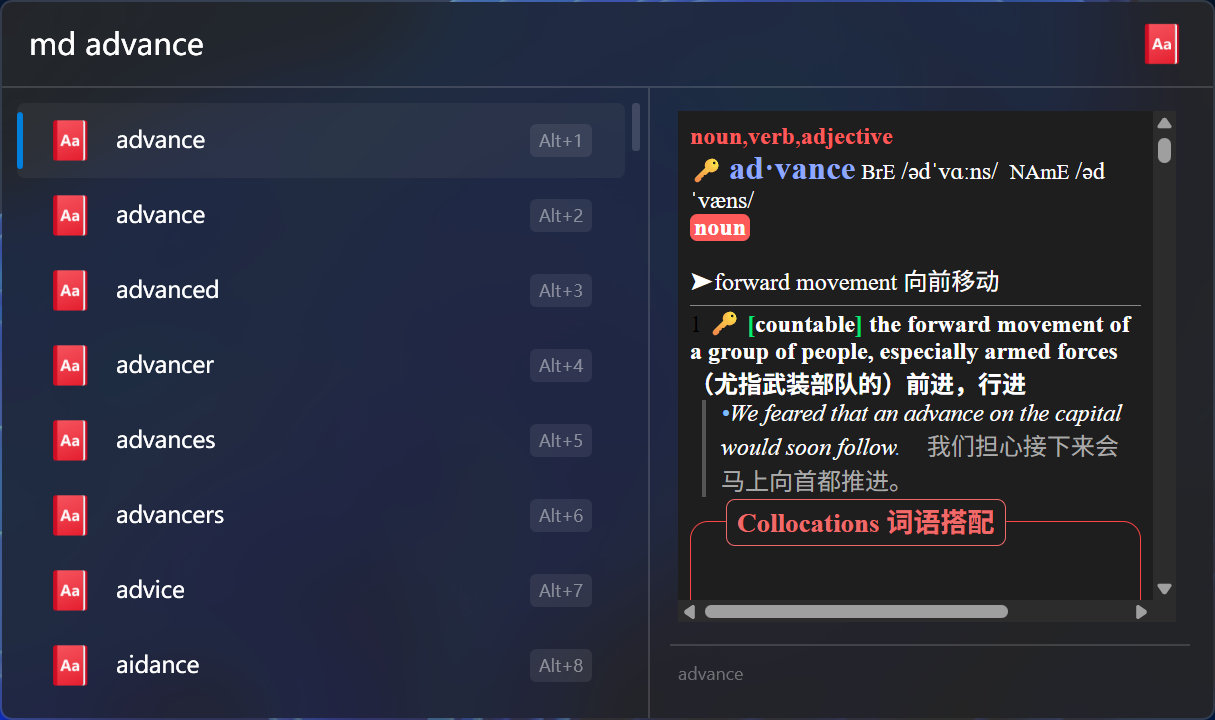 md advance
Aa
Aa advance Alt+1
Aa advance Alt+2
Aa advanced Alt+3
Aa advancer Alt+4
Aa advances Alt+5
Aa advancers Alt+6
Aa advice Alt+7
Aa aidance Alt+8
noun,verb,adjective
ad·vance BrE /ədˈvɑːns/ NAmE /əd
ˈvæns/
noun
➤forward movement 向前移动
1 [countable] the forward movement of
a group of people, especially armed forces
（尤指武装部队的）前进，行进
•We feared that an advance on the capital
would soon follow. 我们担心接下来会
马上向首都推进。
Collocations 词语搭配
advance